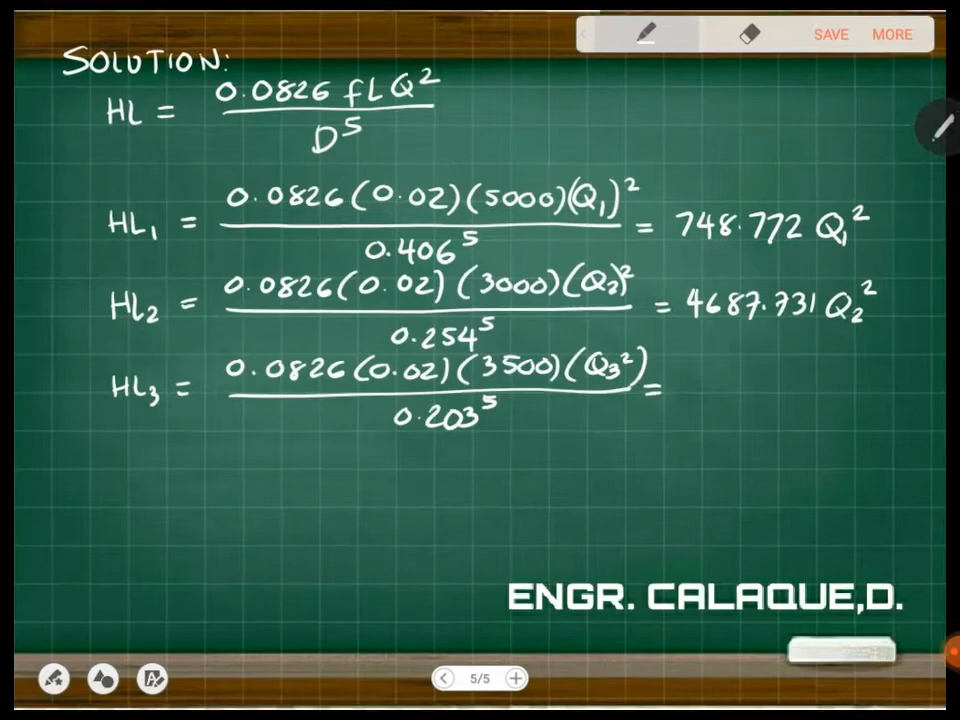 SAVE MORE
SOLUTION:
HL = 0.0826 fLQ²
D⁵
HL₁ = 0.0826(0.02)(5000)(Q₁)² = 748.772 Q₁²
0.406⁵
HL₂ = 0.0826(0.02)(3000)(Q₂)² = 4687.731 Q₂²
0.254⁵
HL₃ = 0.0826(0.02)(3500)(Q₃²) =
0.203⁵
ENGR. CALAQUE,D.
5/5